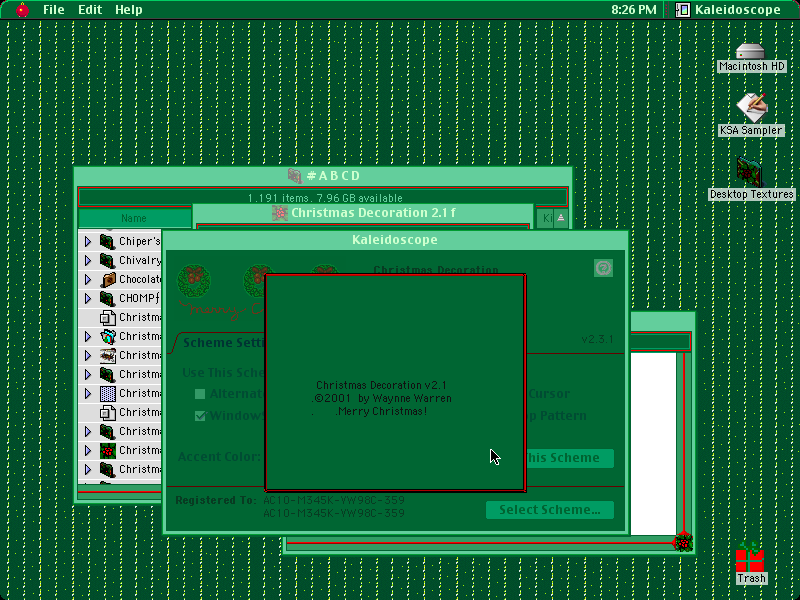 File Edit Help
8:26 PM Kaleidoscope
Macintosh HD
KSA Sampler
Desktop Textures
#ABCD
1,191 items, 7.96 GB available
Christmas Decoration 2.1 f
Name
Ki
Kaleidoscope
Chiper's
Chivalry
Chocolate
CHOMPf
Christma
Christma
Christma
Christma
Christma
Christma
Christma
Christma
Christma
Christmas Decoration
Scheme Setti
v2.3.1
Use This Sche
Alternat
Cursor
Windows
p Pattern
Accent Color:
his Scheme
Christmas Decoration v2.1
.©2001 by Waynne Warren
. .Merry Christmas!
Registered To: AC10-M345K-VW98C-359
AC10-M345K-VW98C-359
Select Scheme...
Trash